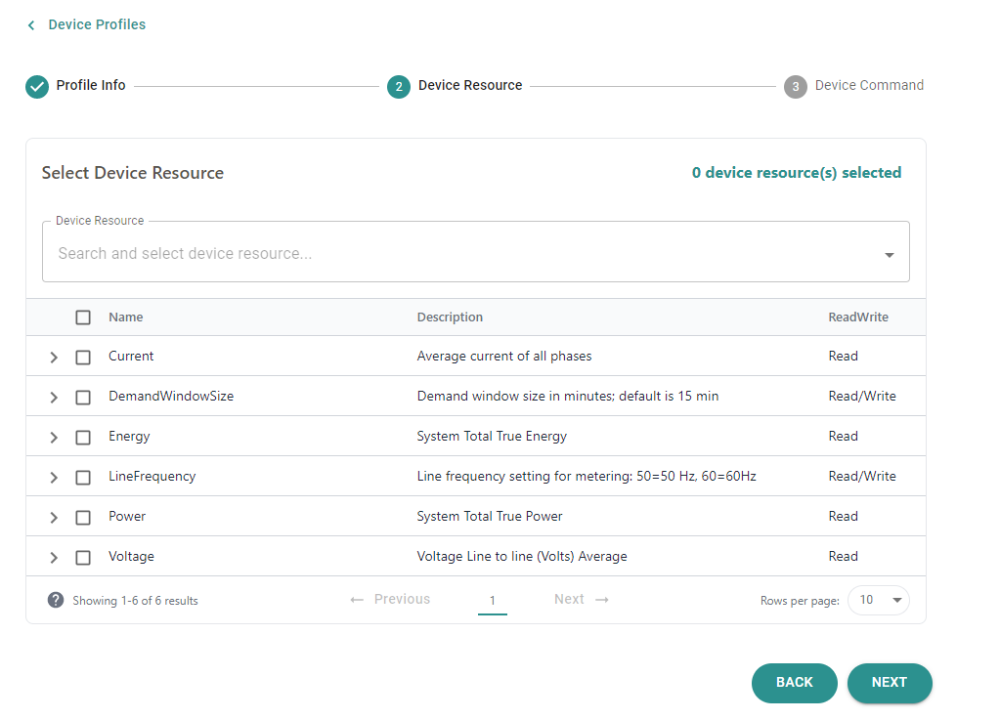 Device Profiles
Profile Info
2 Device Resource
3 Device Command
Select Device Resource 0 device resource(s) selected
Device Resource
Search and select device resource...
Name Description ReadWrite
Current Average current of all phases Read
DemandWindowSize Demand window size in minutes; default is 15 min Read/Write
Energy System Total True Energy Read
LineFrequency Line frequency setting for metering: 50=50 Hz, 60=60Hz Read/Write
Power System Total True Power Read
Voltage Voltage Line to line (Volts) Average Read
? Showing 1-6 of 6 results ← Previous 1 Next → Rows per page: 10
BACK NEXT